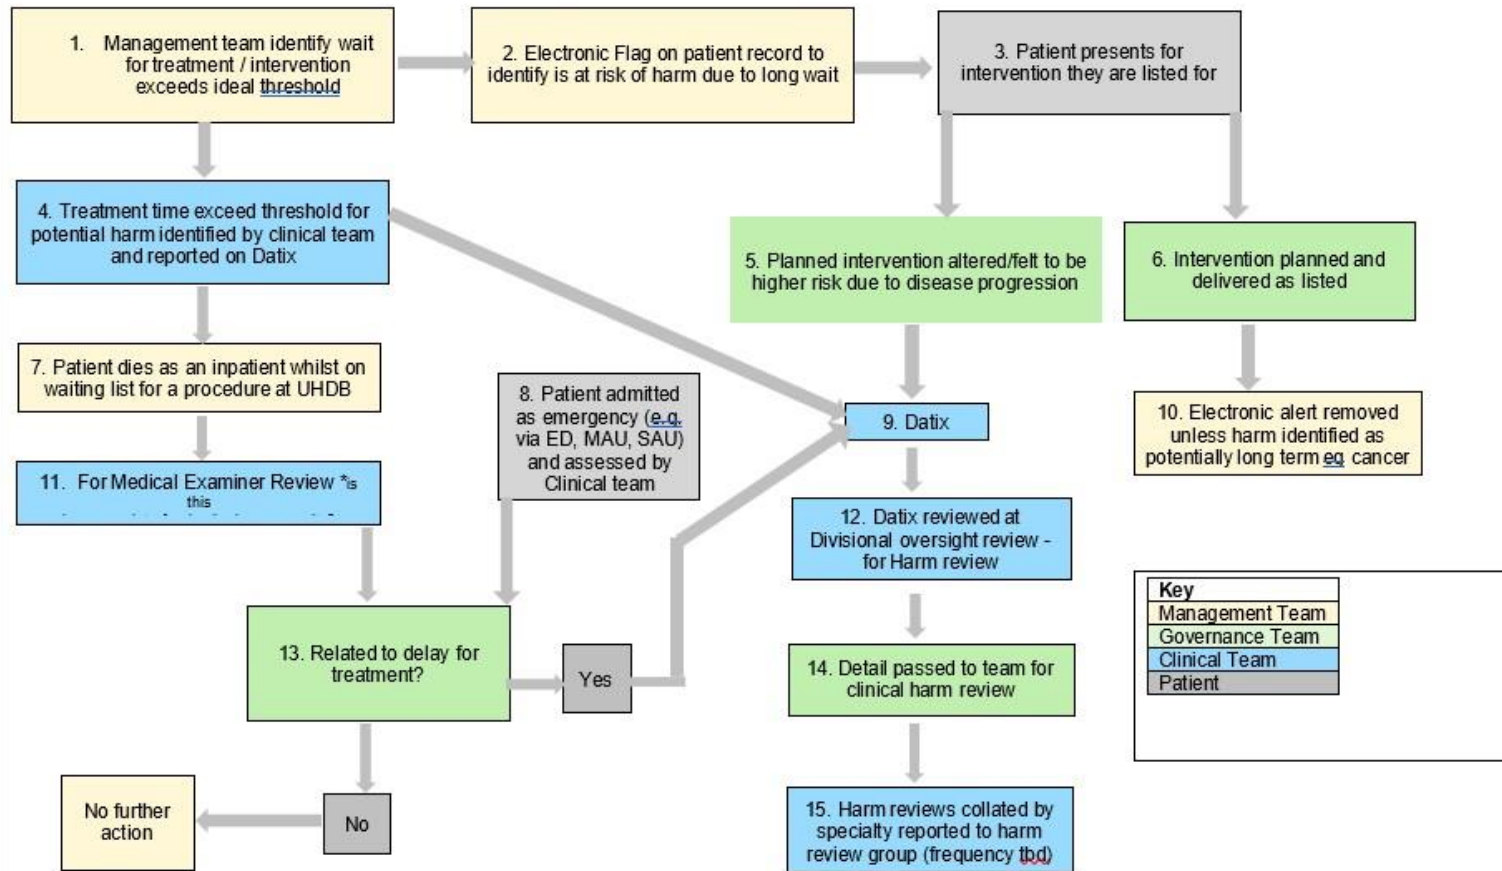 1. Management team identify wait
for treatment / intervention
exceeds ideal threshold
2. Electronic Flag on patient record to
identify is at risk of harm due to long wait
3. Patient presents for
intervention they are listed for
4. Treatment time exceed threshold for
potential harm identified by clinical team
and reported on Datix
5. Planned intervention altered/felt to be
higher risk due to disease progression
6. Intervention planned and
delivered as listed
7. Patient dies as an inpatient whilst on
waiting list for a procedure at UHDB
8. Patient admitted
as emergency (e.g.
via ED, MAU, SAU)
and assessed by
Clinical team
9. Datix
10. Electronic alert removed
unless harm identified as
potentially long term eg cancer
11. For Medical Examiner Review *is
this
12. Datix reviewed at
Divisional oversight review -
for Harm review
13. Related to delay for
treatment?
Yes
14. Detail passed to team for
clinical harm review
No
No further
action
15. Harm reviews collated by
specialty reported to harm
review group (frequency tbd)
Key
Management Team
Governance Team
Clinical Team
Patient